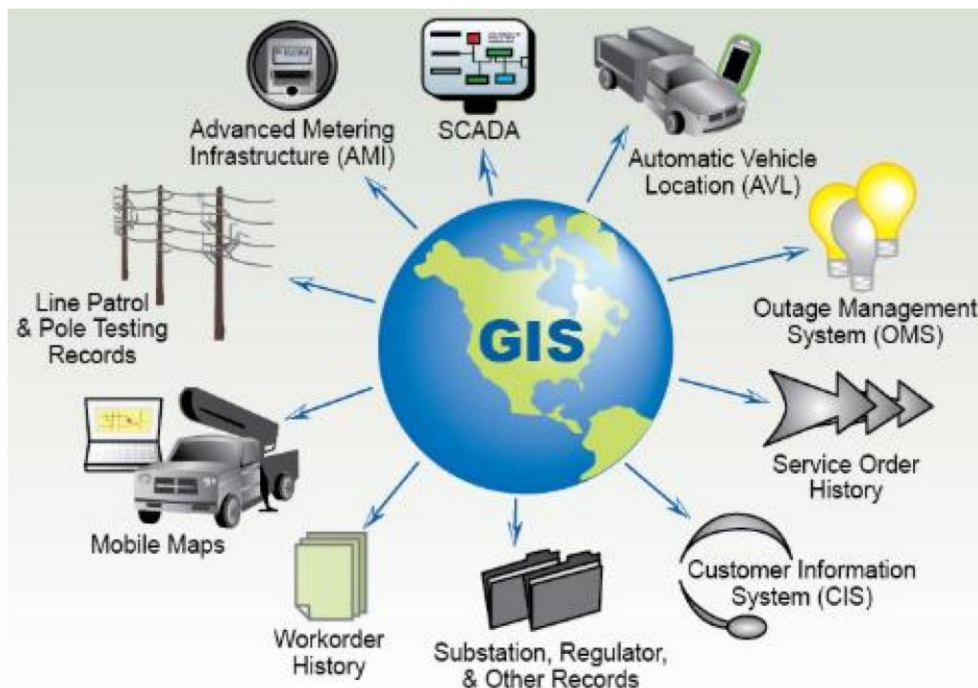 Advanced Metering
Infrastructure (AMI)
SCADA
Automatic Vehicle
Location (AVL)
Line Patrol
& Pole Testing
Records
GIS
Outage Management
System (OMS)
Mobile Maps
Service Order
History
Workorder
History
Substation, Regulator,
& Other Records
Customer Information
System (CIS)